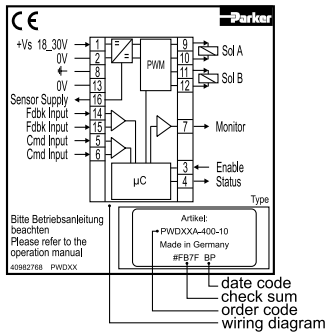 CE
Parker
+Vs 18_30V 1
0V 2
8
0V 13
Sensor Supply 16
Fdbk Input 14
Fdbk Input 15
Cmd Input 5
Cmd Input 6
PWM
µC
9 Sol A
10
11 Sol B
12
7 Monitor
3 Enable
4 Status
Type
Bitte Betriebsanleitung
beachten
Please refer to the
operation manual
40982768 PWDXX
Artikel:
PWDXXA-400-10
Made in Germany
#FB7F BP
date code
check sum
order code
wiring diagram